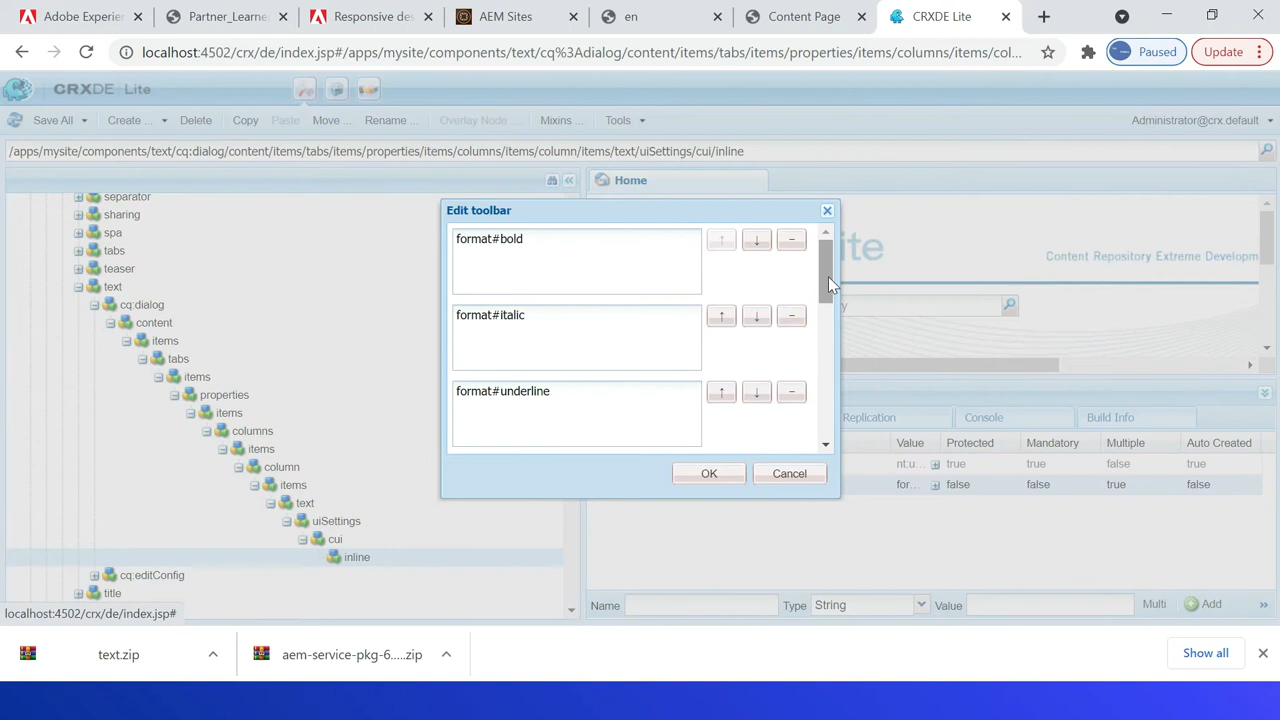 Adobe Experien
Partner_Learne
Responsive des
AEM Sites
en
Content Page
CRXDE Lite
localhost:4502/crx/de/index.jsp#/apps/mysite/components/text/cq%3Adialog/content/items/tabs/items/properties/items/columns/items/col...
Paused
Update
CRXDE Lite
Save All
Create ...
Delete
Copy
Paste
Move ...
Rename ...
Overlay Node ...
Mixins ...
Tools
Administrator@crx.default
/apps/mysite/components/text/cq:dialog/content/items/tabs/items/properties/items/columns/items/column/items/text/uiSettings/cui/inline
Home
separator
sharing
spa
tabs
teaser
text
cq:dialog
content
items
tabs
items
properties
items
columns
items
column
items
text
uiSettings
cui
inline
cq:editConfig
title
localhost:4502/crx/de/index.jsp#
Edit toolbar
format#bold
format#italic
format#underline
OK
Cancel
ite
Content Repository Extreme Developm
ry
Replication
Console
Build Info
Value
Protected
Mandatory
Multiple
Auto Created
nt:u...
true
true
false
true
for...
false
false
true
false
Name
Type
String
Value
Multi
Add
text.zip
aem-service-pkg-6.....zip
Show all